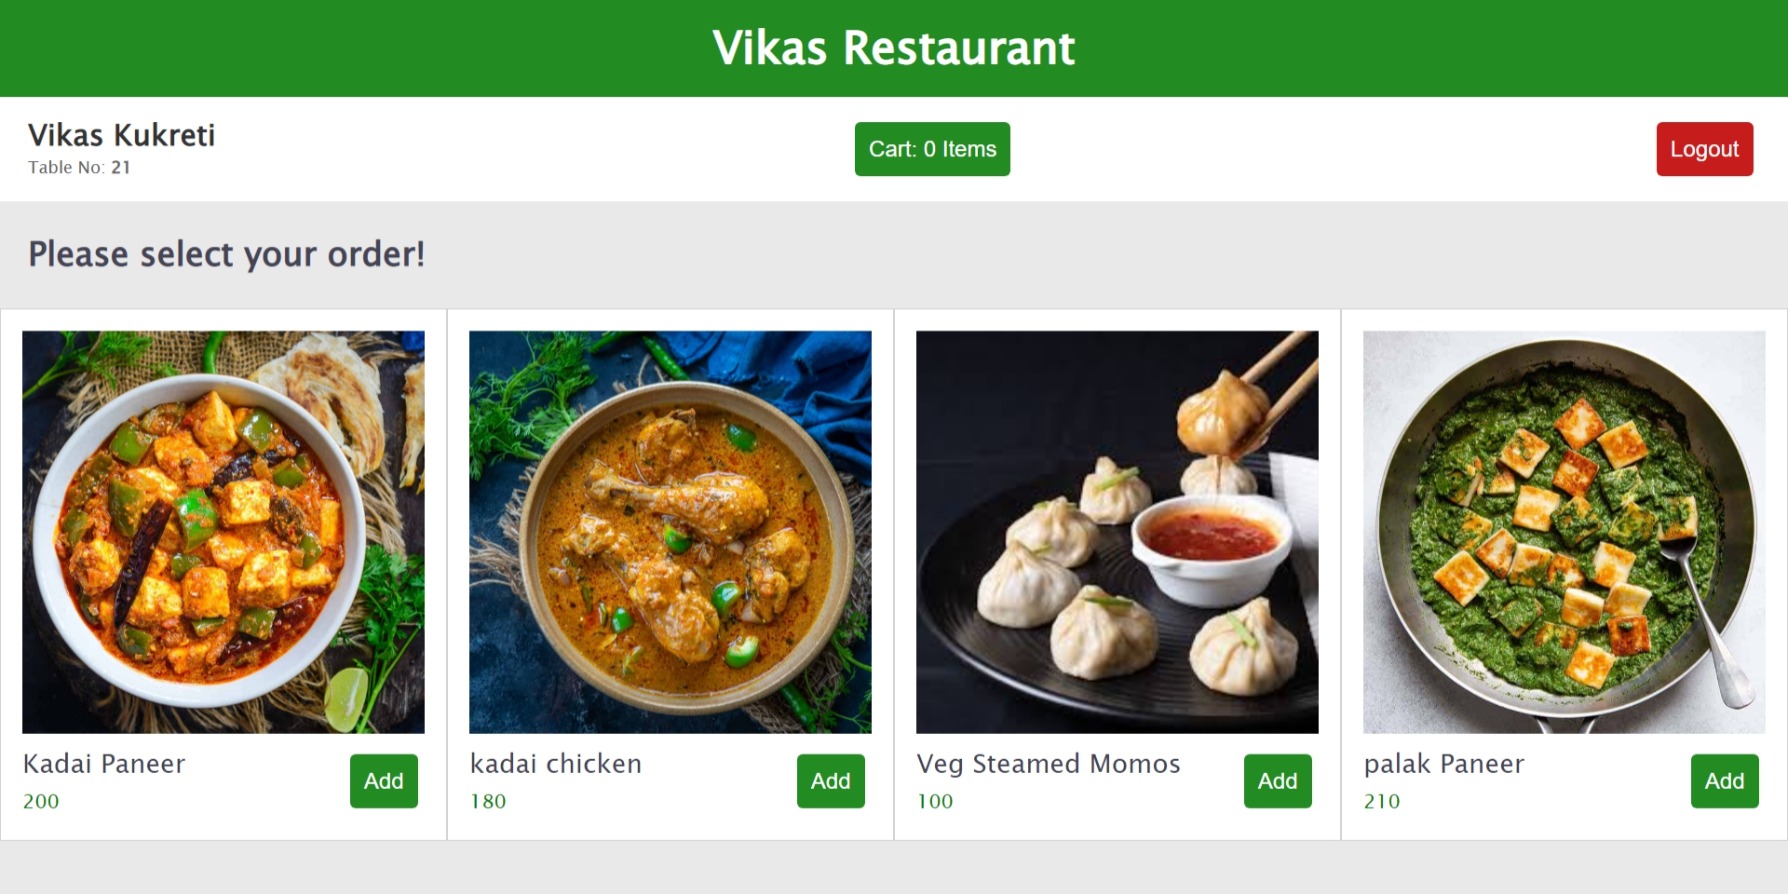 Vikas Restaurant
Vikas Kukreti
Table No: 21
Cart: 0 Items
Logout
Please select your order!
Kadai Paneer
200
Add
kadai chicken
180
Add
Veg Steamed Momos
100
Add
palak Paneer
210
Add